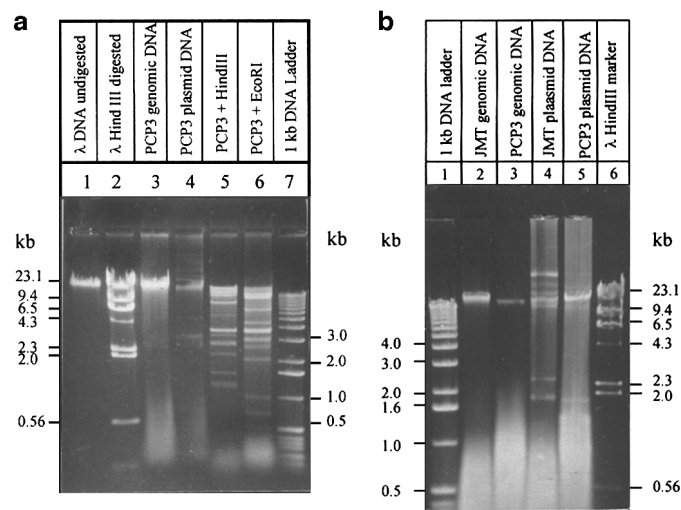 a
λ DNA undigested
λ Hind III digested
PCP3 genomic DNA
PCP3 plasmid DNA
PCP3 + HindIII
PCP3 + EcoRI
1 kb DNA Ladder
1 2 3 4 5 6 7
kb
23.1
9.4
6.5
4.3
2.3
2.0
0.56
kb
3.0
2.0
1.0
0.5
b
1 kb DNA ladder
JMT genomic DNA
PCP3 genomic DNA
JMT plaasmid DNA
PCP3 plasmid DNA
λ HindIII marker
1 2 3 4 5 6
kb
4.0
3.0
2.0
1.6
1.0
0.5
kb
23.1
9.4
6.5
4.3
2.3
2.0
0.56